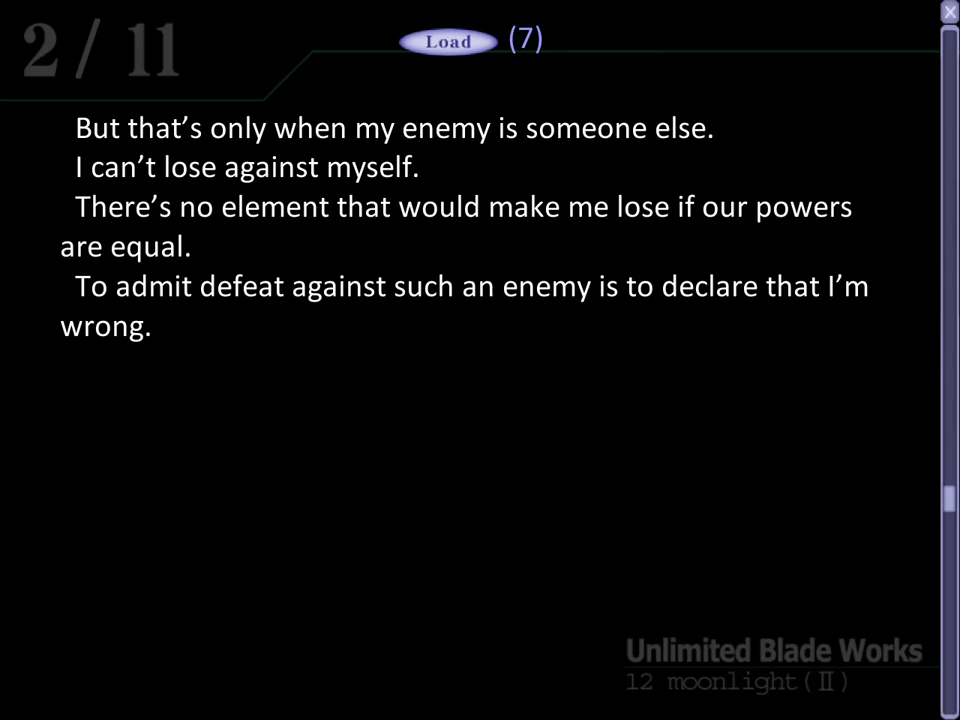 2/ 11
Load (7)
But that’s only when my enemy is someone else.
I can’t lose against myself.
There’s no element that would make me lose if our powers
are equal.
To admit defeat against such an enemy is to declare that I’m
wrong.
Unlimited Blade Works
12 moonlight(Ⅱ)